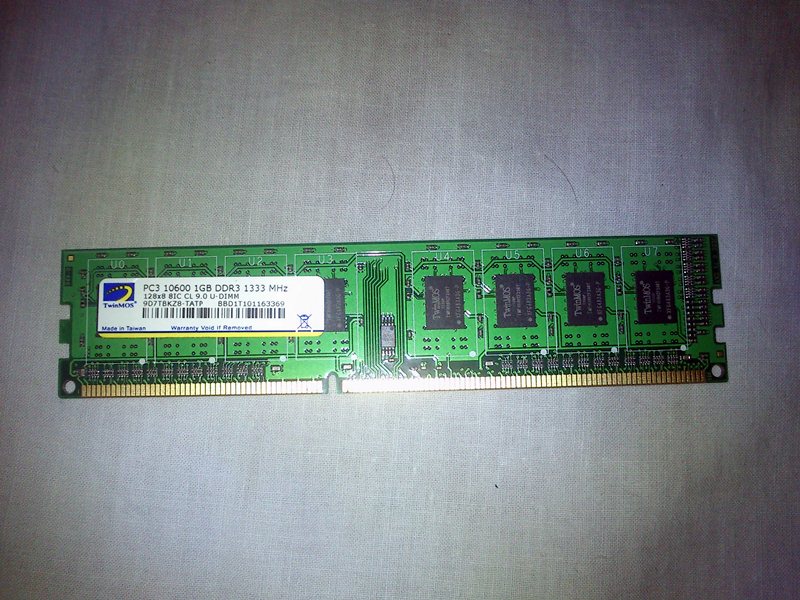 U0 U1 U2 U3 U4 U5 U6 U7
TwinMOS
PC3 10600 1GB DDR3 1333 MHz
128x8 8IC CL 9.0 U-DIMM
9D7TBKZ8-TATP 8BD1T101163369
Made in Taiwan Warranty Void if Removed
TwinMOS
TwinMOS
TwinMOS
TwinMOS